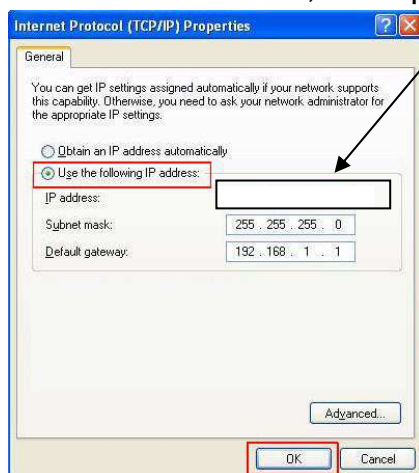 Internet Protocol (TCP/IP) Properties
General
You can get IP settings assigned automatically if your network supports
this capability. Otherwise, you need to ask your network administrator for
the appropriate IP settings.
Obtain an IP address automatically
Use the following IP address:
IP address:
Subnet mask: 255 . 255 . 255 . 0
Default gateway: 192 . 168 . 1 . 1
Advanced...
OK Cancel